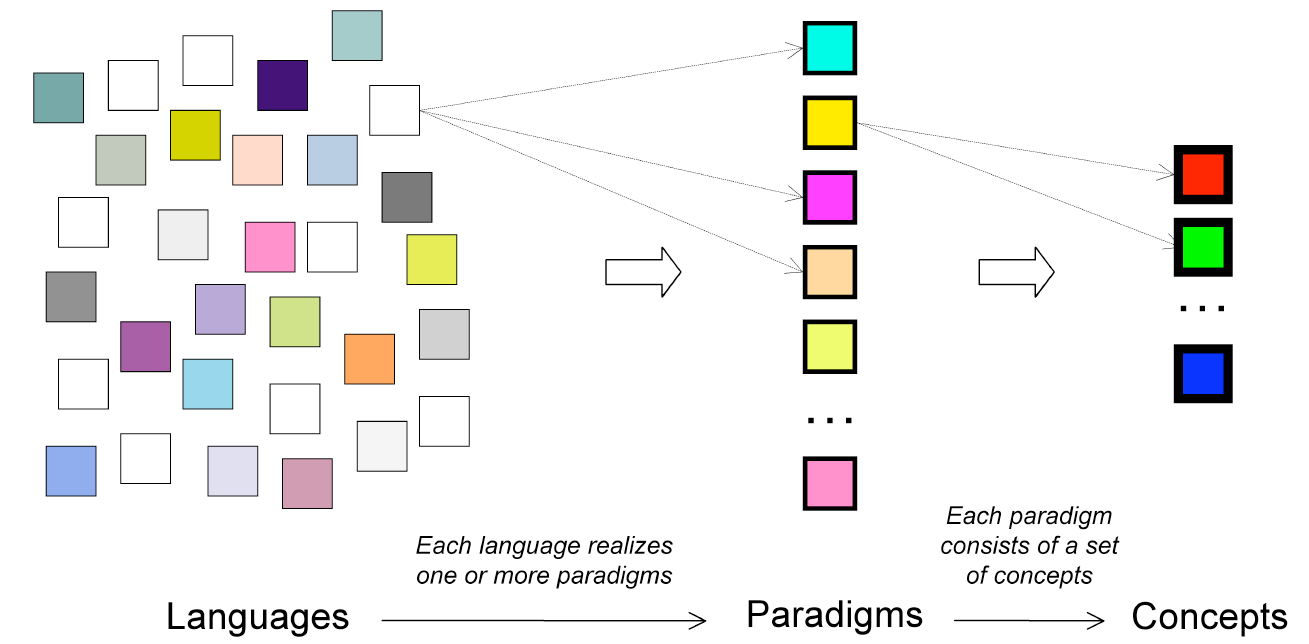 . . .
. . .
Each language realizes
one or more paradigms
Each paradigm
consists of a set
of concepts
Languages
Paradigms
Concepts